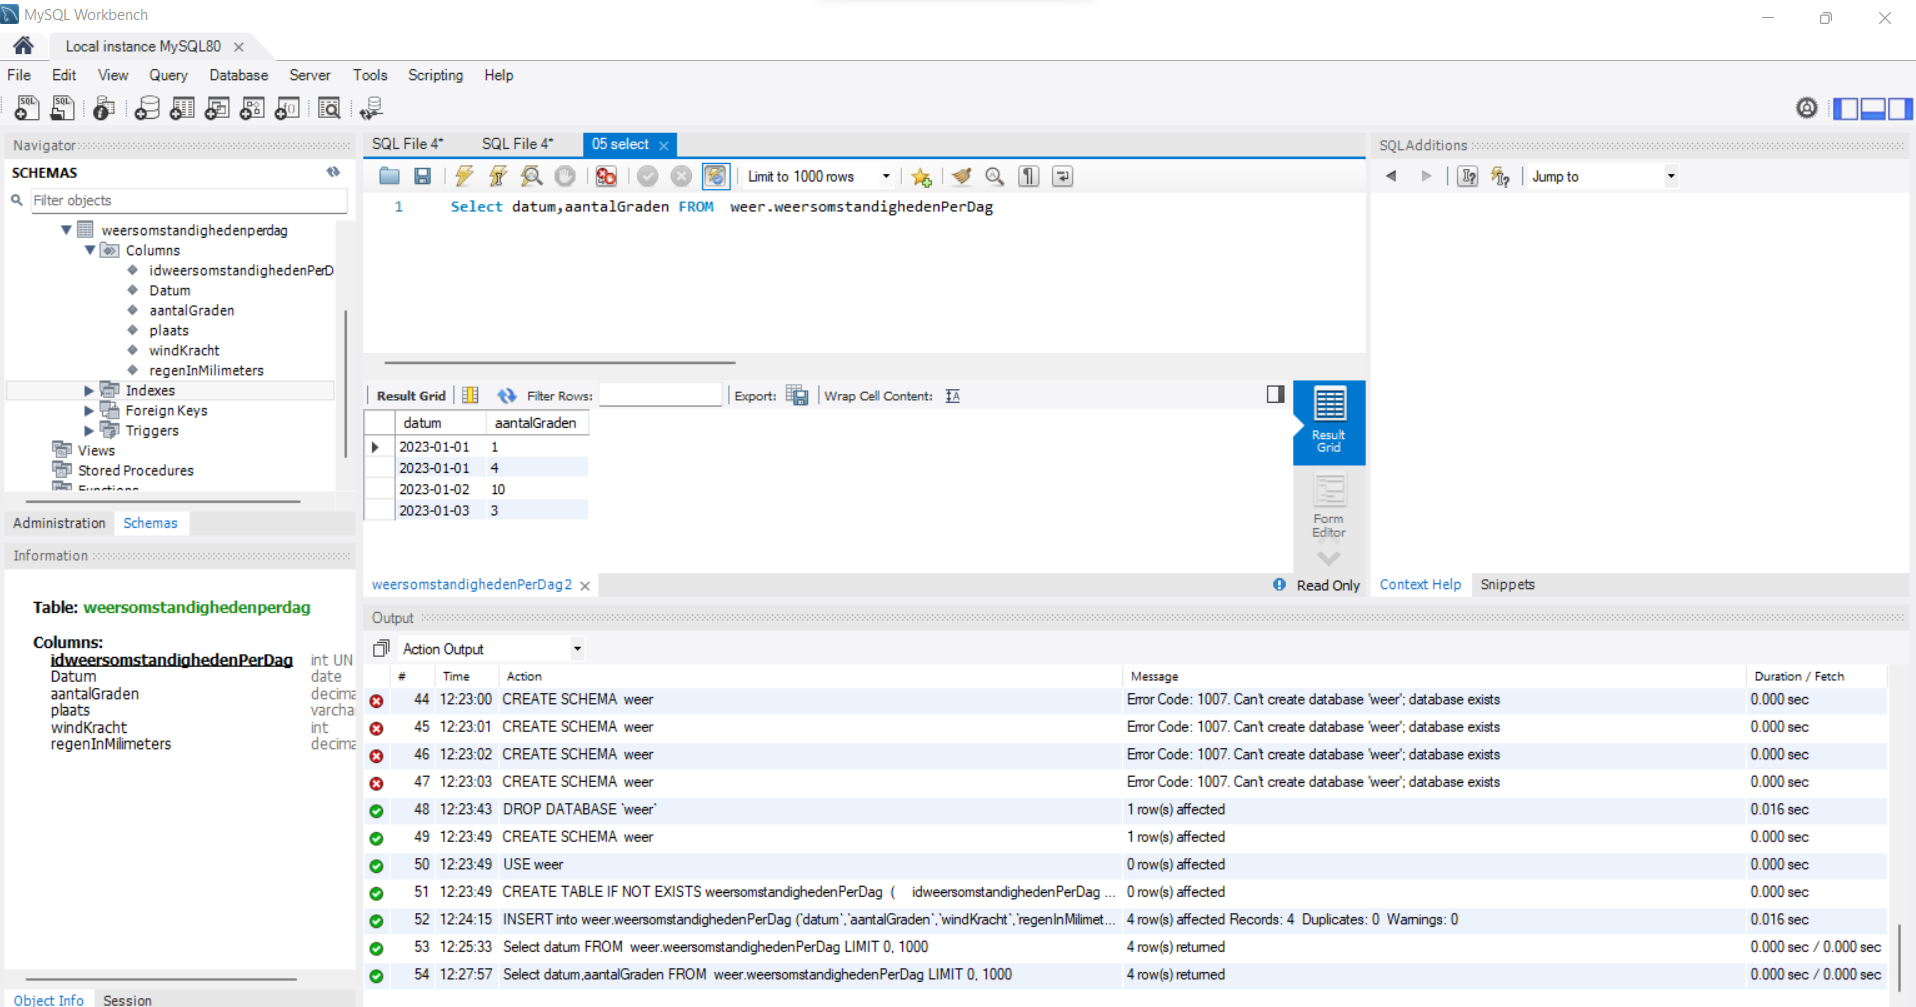 MySQL Workbench
Local instance MySQL80
File Edit View Query Database Server Tools Scripting Help
Navigator
SCHEMAS
Filter objects
weersomstandighedenperdag
Columns
idweersomstandighedenPerD
Datum
aantalGraden
plaats
windKracht
regenInMilimeters
Indexes
Foreign Keys
Triggers
Views
Stored Procedures
Functions
Administration Schemas
Information
Table: weersomstandighedenperdag
Columns:
idweersomstandighedenPerDag int UN
Datum date
aantalGraden decima
plaats varcha
windKracht int
regenInMilimeters decima
Object Info Session
SQL File 4* SQL File 4* 05 select
Limit to 1000 rows
1 Select datum,aantalGraden FROM weer.weersomstandighedenPerDag
Result Grid Filter Rows: Export: Wrap Cell Content:
datum aantalGraden
2023-01-01 1
2023-01-01 4
2023-01-02 10
2023-01-03 3
Result Grid
Form Editor
weersomstandighedenPerDag2
Read Only
SQLAdditions
Jump to
Context Help Snippets
Output
Action Output
# Time Action Message Duration / Fetch
44 12:23:00 CREATE SCHEMA weer Error Code: 1007. Can't create database 'weer'; database exists 0.000 sec
45 12:23:01 CREATE SCHEMA weer Error Code: 1007. Can't create database 'weer'; database exists 0.000 sec
46 12:23:02 CREATE SCHEMA weer Error Code: 1007. Can't create database 'weer'; database exists 0.000 sec
47 12:23:03 CREATE SCHEMA weer Error Code: 1007. Can't create database 'weer'; database exists 0.000 sec
48 12:23:43 DROP DATABASE `weer` 1 row(s) affected 0.016 sec
49 12:23:49 CREATE SCHEMA weer 1 row(s) affected 0.000 sec
50 12:23:49 USE weer 0 row(s) affected 0.000 sec
51 12:23:49 CREATE TABLE IF NOT EXISTS weersomstandighedenPerDag ( idweersomstandighedenPerDag ... 0 row(s) affected 0.000 sec
52 12:24:15 INSERT into weer.weersomstandighedenPerDag (`datum`,`aantalGraden`,`windKracht`,`regenInMilimet... 4 row(s) affected Records: 4 Duplicates: 0 Warnings: 0 0.016 sec
53 12:25:33 Select datum FROM weer.weersomstandighedenPerDag LIMIT 0, 1000 4 row(s) returned 0.000 sec / 0.000 sec
54 12:27:57 Select datum,aantalGraden FROM weer.weersomstandighedenPerDag LIMIT 0, 1000 4 row(s) returned 0.000 sec / 0.000 sec